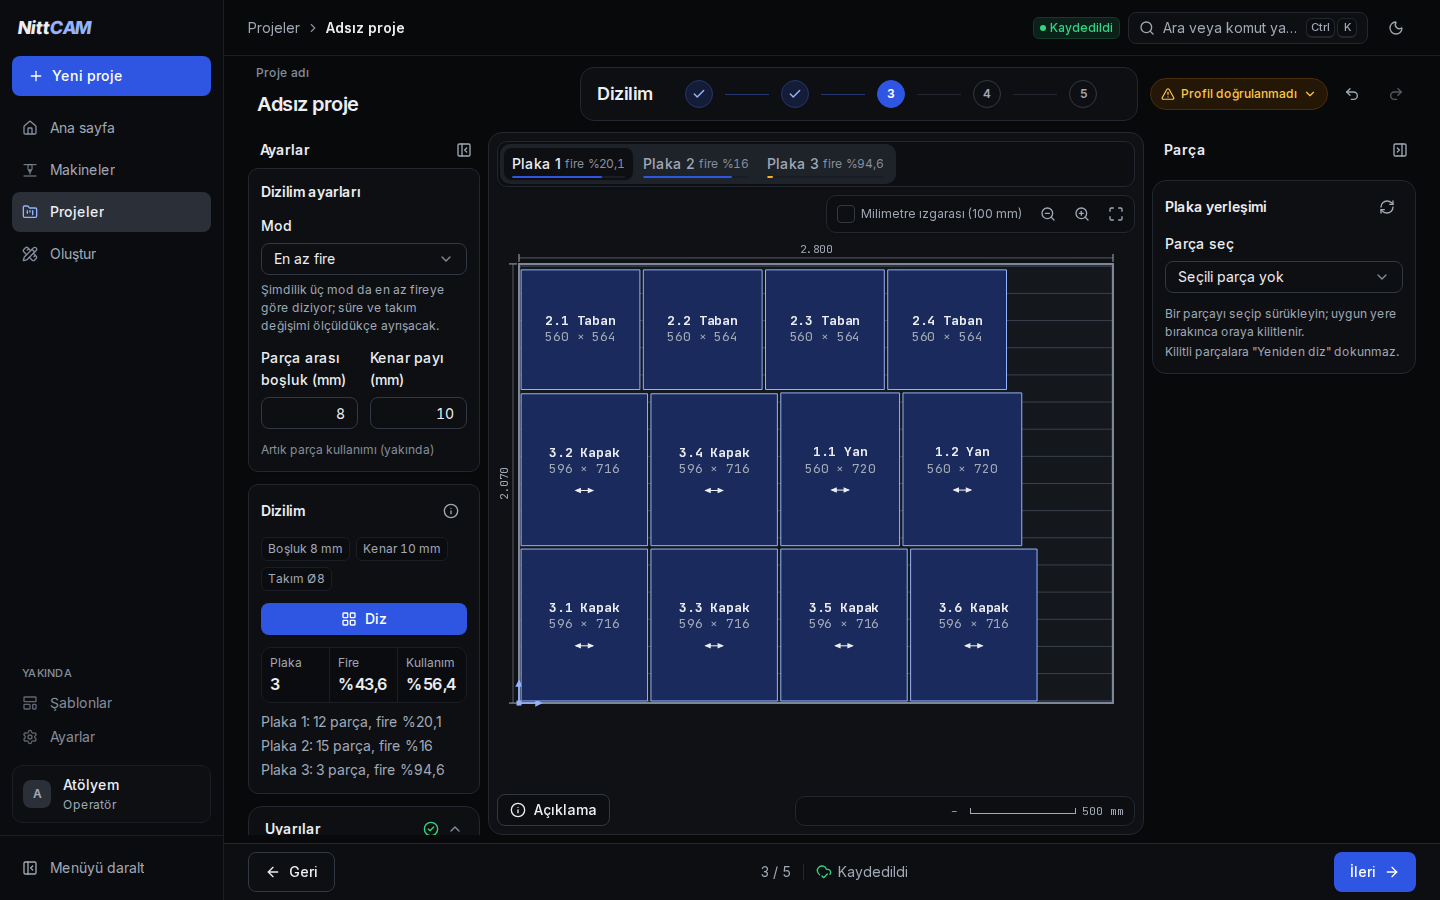 NittCAM
Yeni proje
Ana sayfa
Makineler
Projeler
Oluştur
YAKINDA
Şablonlar
Ayarlar
A
Atölyem
Operatör
Menüyü daralt
Projeler > Adsız proje
Kaydedildi
Ara veya komut ya… Ctrl K
Proje adı
Adsız proje
Dizilim 3 4 5
Profil doğrulanmadı
Ayarlar
Dizilim ayarları
Mod
En az fire
Şimdilik üç mod da en az fireye
göre diziyor; süre ve takım
değişimi ölçüldükçe ayrışacak.
Parça arası
boşluk (mm)
Kenar payı
(mm)
8
10
Artık parça kullanımı (yakında)
Dizilim
Boşluk 8 mm
Kenar 10 mm
Takım Ø8
Diz
Plaka
3
Fire
%43,6
Kullanım
%56,4
Plaka 1: 12 parça, fire %20,1
Plaka 2: 15 parça, fire %16
Plaka 3: 3 parça, fire %94,6
Uyarılar
Plaka 1 fire %20,1
Plaka 2 fire %16
Plaka 3 fire %94,6
Milimetre ızgarası (100 mm)
2.800
2.070
2.1 Taban
560 × 564
2.2 Taban
560 × 564
2.3 Taban
560 × 564
2.4 Taban
560 × 564
3.2 Kapak
596 × 716
3.4 Kapak
596 × 716
1.1 Yan
560 × 720
1.2 Yan
560 × 720
3.1 Kapak
596 × 716
3.3 Kapak
596 × 716
3.5 Kapak
596 × 716
3.6 Kapak
596 × 716
Açıklama
– 500 mm
Parça
Plaka yerleşimi
Parça seç
Seçili parça yok
Bir parçayı seçip sürükleyin; uygun yere
bırakınca oraya kilitlenir.
Kilitli parçalara "Yeniden diz" dokunmaz.
Geri
3 / 5
Kaydedildi
İleri